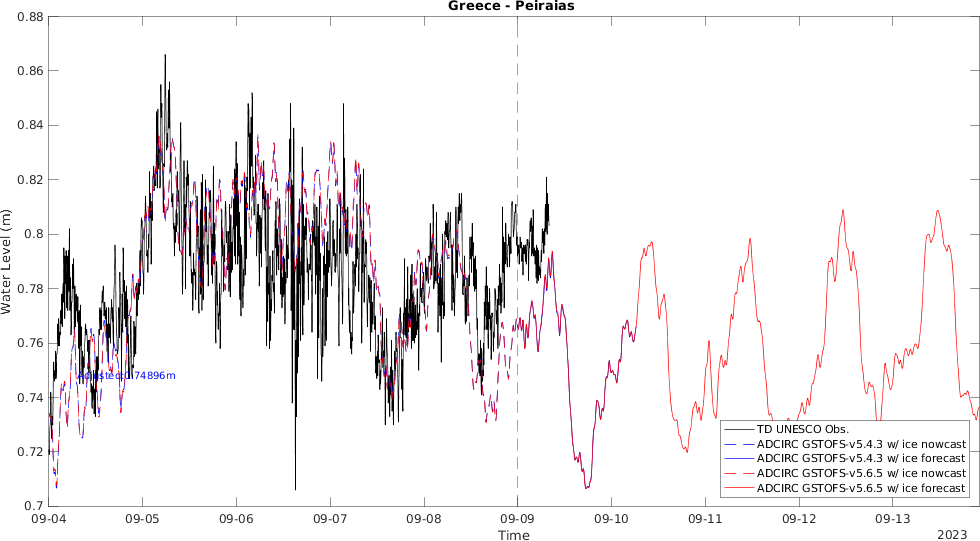 Greece - Peiraias
0.88
0.86
0.84
0.82
0.8
0.78
0.76
0.74
0.72
0.7
Water Level (m)
Adjusted:0.74896m
TD UNESCO Obs.
ADCIRC GSTOFS-v5.4.3 w/ ice nowcast
ADCIRC GSTOFS-v5.4.3 w/ ice forecast
ADCIRC GSTOFS-v5.6.5 w/ ice nowcast
ADCIRC GSTOFS-v5.6.5 w/ ice forecast
09-04 09-05 09-06 09-07 09-08 09-09 09-10 09-11 09-12 09-13
Time
2023